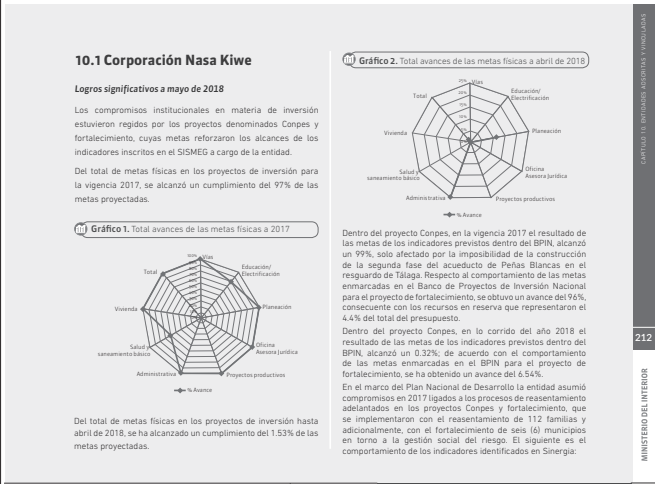 10.1 Corporación Nasa Kiwe
Logros significativos a mayo de 2018
Los compromisos institucionales en materia de inversión
estuvieron regidos por los proyectos denominados Conpes y
fortalecimiento, cuyas metas reforzaron los alcances de los
indicadores inscritos en el SISMEG a cargo de la entidad.
Del total de metas físicas en los proyectos de inversión para
la vigencia 2017, se alcanzó un cumplimiento del 97% de las
metas proyectadas.
Gráfico 1. Total avances de las metas físicas a 2017
100%
Vías
Educación/
Electrificación
Planeación
Oficina
Asesora Jurídica
Proyectos productivos
Administrativa
Salud y
saneamiento básico
Vivienda
Total
% Avance
Del total de metas físicas en los proyectos de inversión hasta
abril de 2018, se ha alcanzado un cumplimiento del 1.53% de las
metas proyectadas.
Gráfico 2. Total avances de las metas físicas a abril de 2018
25%
Vías
20%
15%
10%
Educación/
Electrificación
Planeación
Oficina
Asesora Jurídica
Proyectos productivos
Administrativa
Salud y
saneamiento básico
Vivienda
Total
% Avance
Dentro del proyecto Conpes, en la vigencia 2017 el resultado de
las metas de los indicadores previstos dentro del BPIN, alcanzó
un 99%, solo afectado por la imposibilidad de la construcción
de la segunda fase del acueducto de Peñas Blancas en el
resguardo de Tálaga. Respecto al comportamiento de las metas
enmarcadas en el Banco de Proyectos de Inversión Nacional
para el proyecto de fortalecimiento, se obtuvo un avance del 96%,
consecuente con los recursos en reserva que representaron el
4.4% del total del presupuesto.
Dentro del proyecto Conpes, en lo corrido del año 2018 el
resultado de las metas de los indicadores previstos dentro del
BPIN, alcanzó un 0.32%; de acuerdo con el comportamiento
de las metas enmarcadas en el BPIN para el proyecto de
fortalecimiento, se ha obtenido un avance del 6.54%.
En el marco del Plan Nacional de Desarrollo la entidad asumió
compromisos en 2017 ligados a los procesos de reasentamiento
adelantados en los proyectos Conpes y fortalecimiento, que
se implementaron con el reasentamiento de 112 familias y
adicionalmente, con el fortalecimiento de seis (6) municipios
en torno a la gestión social del riesgo. El siguiente es el
comportamiento de los indicadores identificados en Sinergia:
CAPÍTULO 10. ENTIDADES ADSCRITAS Y VINCULADAS
212
MINISTERIO DEL INTERIOR